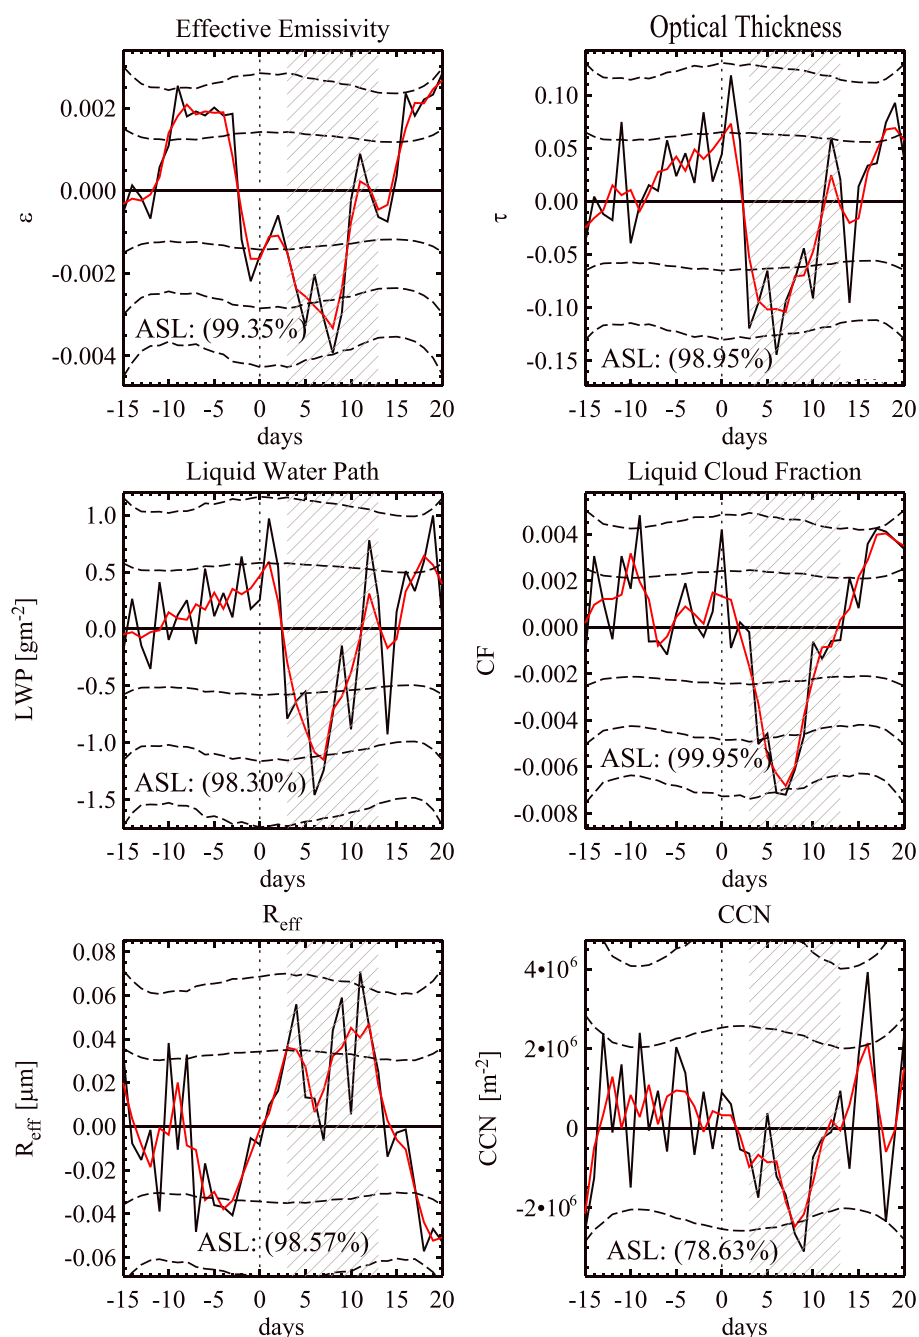 Effective Emissivity
0.002
0.000
-0.002
-0.004
ε
ASL: (99.35%)
-15 -10 -5 0 5 10 15 20
days
Optical Thickness
0.10
0.05
0.00
-0.05
-0.10
-0.15
τ
ASL: (98.95%)
-15 -10 -5 0 5 10 15 20
days
Liquid Water Path
1.0
0.5
0.0
-0.5
-1.0
-1.5
LWP [gm⁻²]
ASL: (98.30%)
-15 -10 -5 0 5 10 15 20
days
Liquid Cloud Fraction
0.004
0.002
0.000
-0.002
-0.004
-0.006
-0.008
CF
ASL: (99.95%)
-15 -10 -5 0 5 10 15 20
days
R_eff
0.08
0.06
0.04
0.02
0.00
-0.02
-0.04
-0.06
R_eff [µm]
ASL: (98.57%)
-15 -10 -5 0 5 10 15 20
days
CCN
4•10⁶
2•10⁶
0
-2•10⁶
CCN [m⁻²]
ASL: (78.63%)
-15 -10 -5 0 5 10 15 20
days